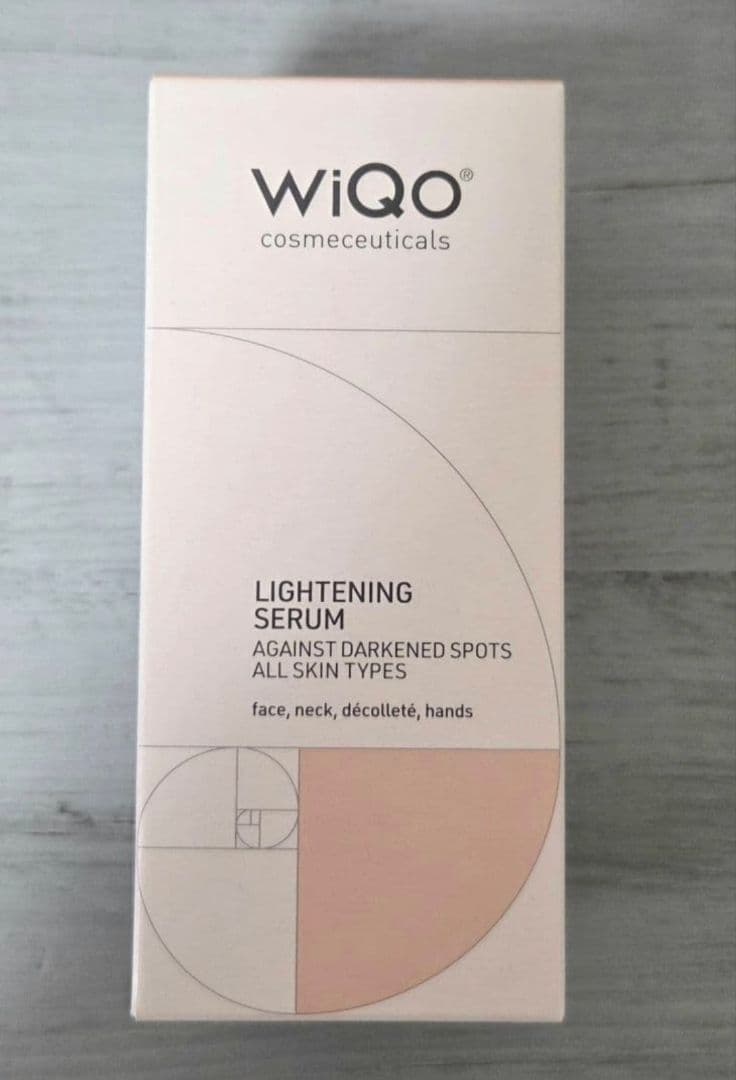 WiQo®
cosmeceuticals
LIGHTENING
SERUM
AGAINST DARKENED SPOTS
ALL SKIN TYPES
face, neck, décolleté, hands